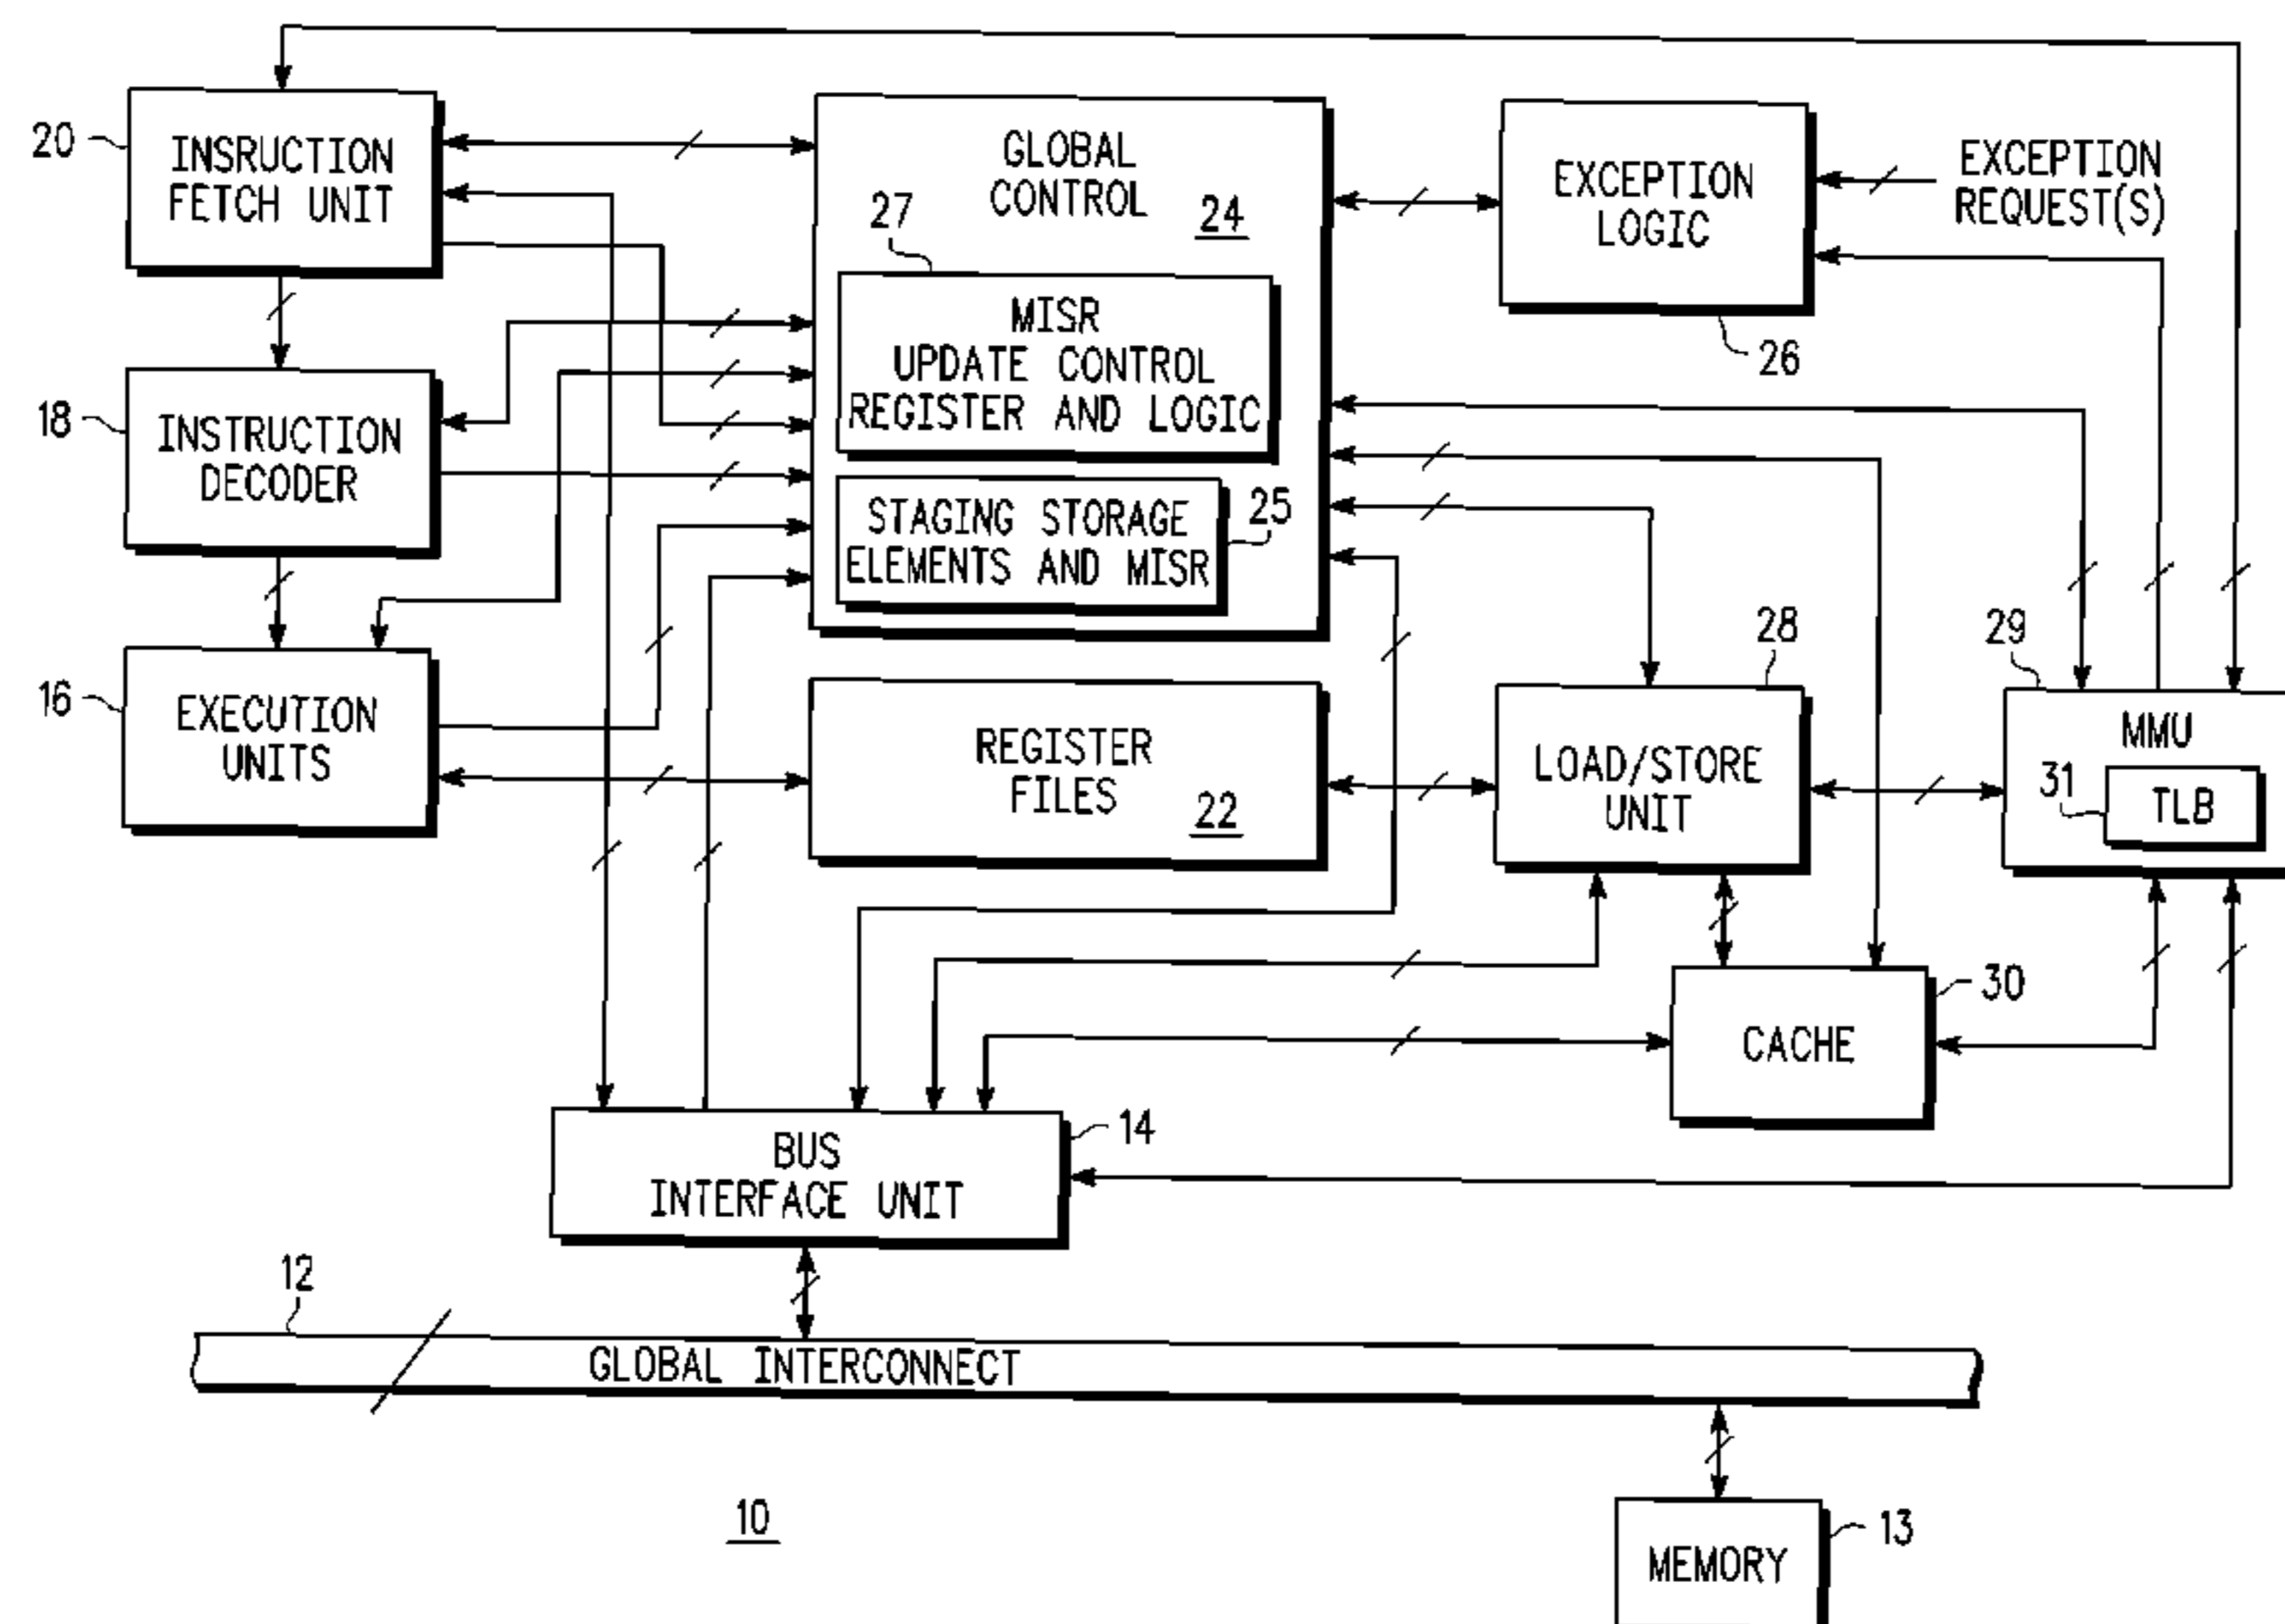 20
INSRUCTION
FETCH UNIT
GLOBAL
CONTROL
24
27
MISR
UPDATE CONTROL
REGISTER AND LOGIC
STAGING STORAGE
ELEMENTS AND MISR
25
EXCEPTION
LOGIC
26
EXCEPTION
REQUEST(S)
18
INSTRUCTION
DECODER
16
EXECUTION
UNITS
REGISTER
FILES
22
28
LOAD/STORE
UNIT
29
MMU
31
TLB
30
CACHE
BUS
INTERFACE UNIT
14
12
GLOBAL INTERCONNECT
10
MEMORY
13